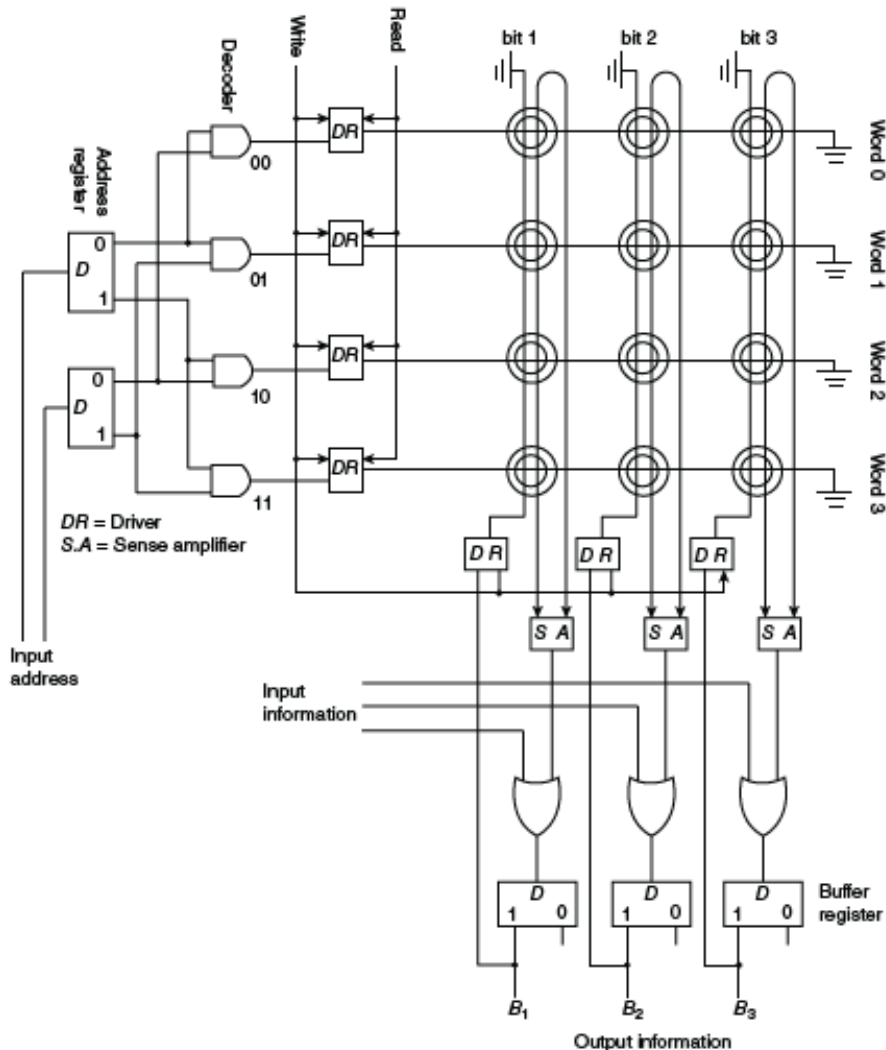 Write
Read
Decoder
Address
register
bit 1
bit 2
bit 3
DR
00
Word 0
0
D
1
DR
01
Word 1
0
D
1
DR
10
Word 2
DR
11
Word 3
DR = Driver
S.A = Sense amplifier
D R
D R
D R
S A
S A
S A
Input
address
Input
information
D
1 0
D
1 0
D
1 0
Buffer
register
B1
B2
B3
Output information